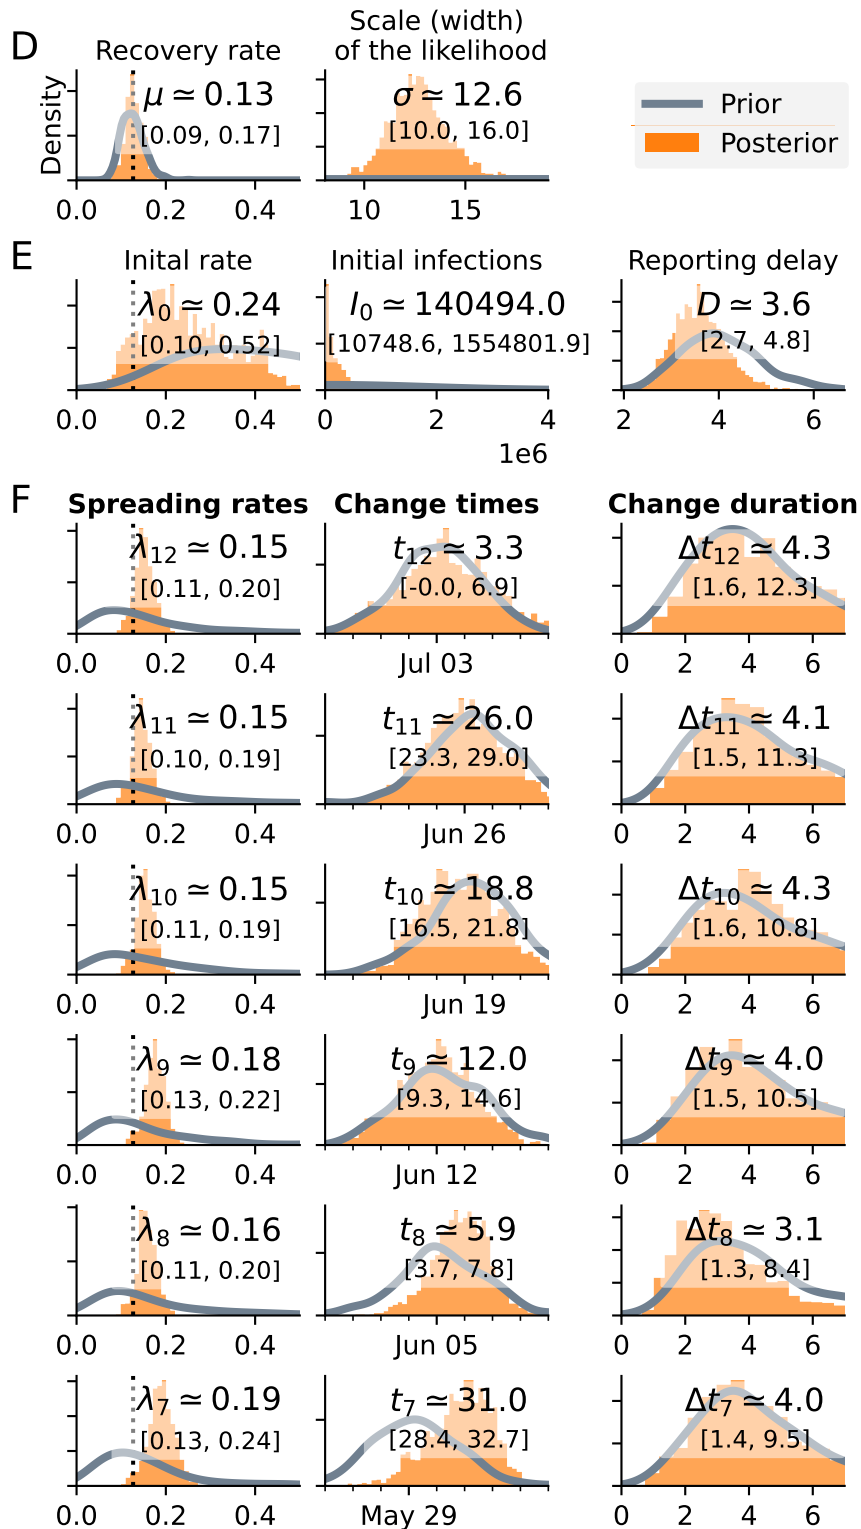 D
Recovery rate
Scale (width)
of the likelihood
Density
μ ≃ 0.13
[0.09, 0.17]
0.0 0.2 0.4
σ ≃ 12.6
[10.0, 16.0]
10 15
Prior
Posterior
E
Inital rate
λ0 ≃ 0.24
[0.10, 0.52]
0.0 0.2 0.4
Initial infections
I0 ≃ 140494.0
[10748.6, 1554801.9]
0 2 4
1e6
Reporting delay
D ≃ 3.6
[2.7, 4.8]
2 4 6
F
Spreading rates
Change times
Change duration
λ12 ≃ 0.15
[0.11, 0.20]
0.0 0.2 0.4
t12 ≃ 3.3
[-0.0, 6.9]
Jul 03
Δt12 ≃ 4.3
[1.6, 12.3]
0 2 4 6
λ11 ≃ 0.15
[0.10, 0.19]
0.0 0.2 0.4
t11 ≃ 26.0
[23.3, 29.0]
Jun 26
Δt11 ≃ 4.1
[1.5, 11.3]
0 2 4 6
λ10 ≃ 0.15
[0.11, 0.19]
0.0 0.2 0.4
t10 ≃ 18.8
[16.5, 21.8]
Jun 19
Δt10 ≃ 4.3
[1.6, 10.8]
0 2 4 6
λ9 ≃ 0.18
[0.13, 0.22]
0.0 0.2 0.4
t9 ≃ 12.0
[9.3, 14.6]
Jun 12
Δt9 ≃ 4.0
[1.5, 10.5]
0 2 4 6
λ8 ≃ 0.16
[0.11, 0.20]
0.0 0.2 0.4
t8 ≃ 5.9
[3.7, 7.8]
Jun 05
Δt8 ≃ 3.1
[1.3, 8.4]
0 2 4 6
λ7 ≃ 0.19
[0.13, 0.24]
0.0 0.2 0.4
t7 ≃ 31.0
[28.4, 32.7]
May 29
Δt7 ≃ 4.0
[1.4, 9.5]
0 2 4 6